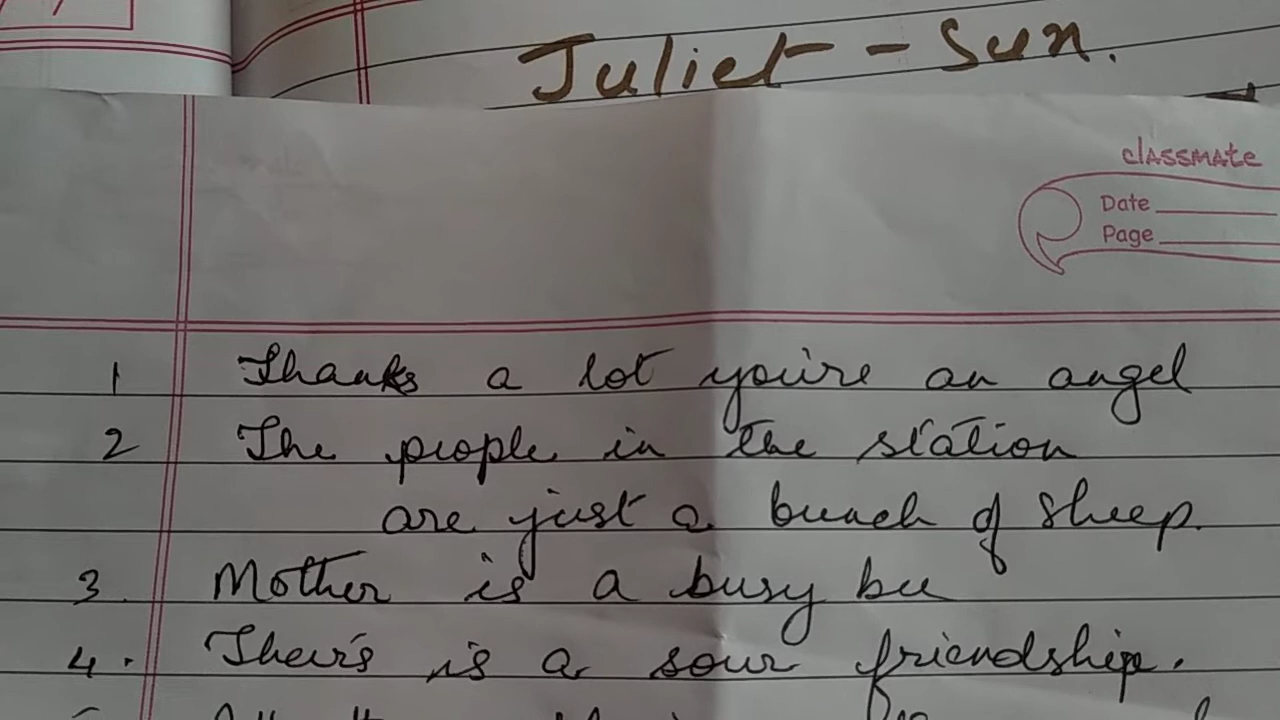 Juliet - Sun.
classmate
Date
Page
1 Thanks a lot you're an angel
2 The people in the station
are just a bunch of sheep.
3. Mother is a busy bee
4. Their's is a sour friendship.